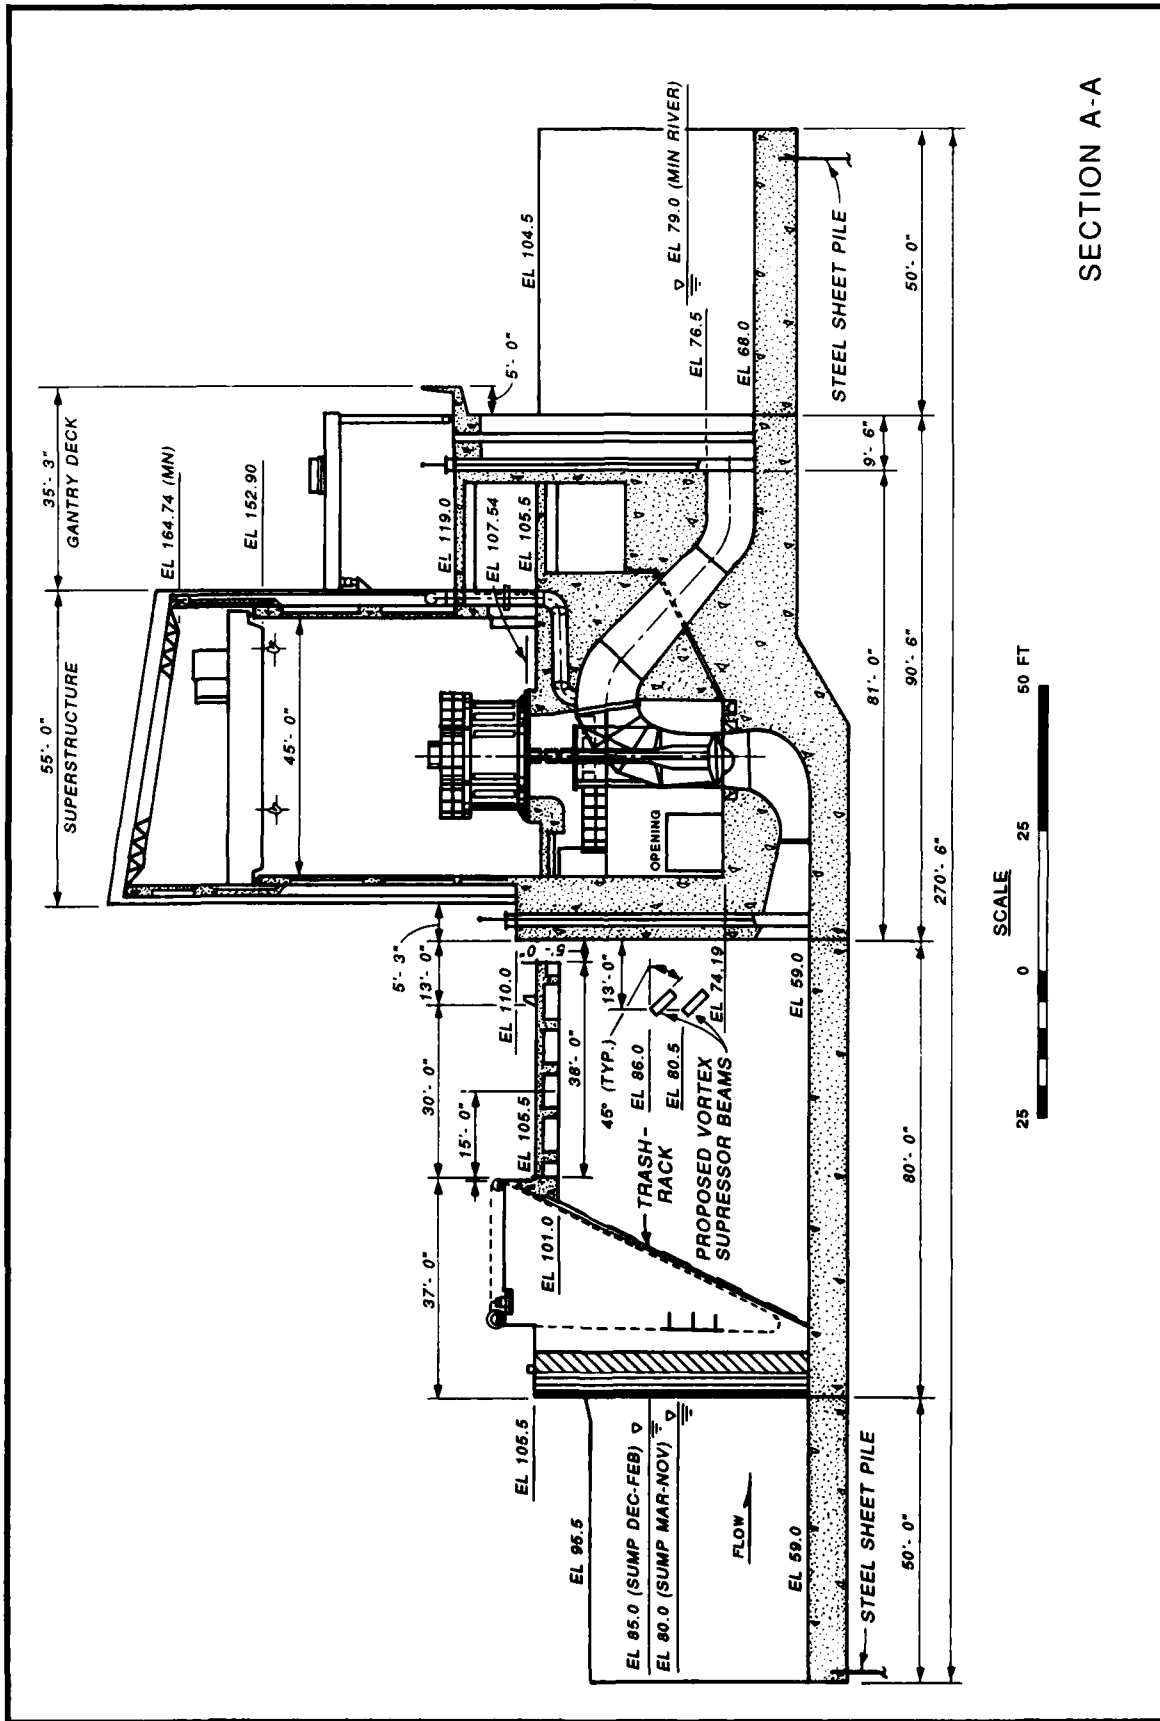 55'- 0"
SUPERSTRUCTURE
35'- 3"
GANTRY DECK
EL 164.74 (MN)
EL 152.90
45'- 0"
5'- 0"
EL 119.0
EL 107.54
EL 105.5
EL 104.5
EL 79.0 (MIN RIVER)
EL 76.5
EL 68.0
STEEL SHEET PILE
OPENING
5'- 3"
13'- 0"
30'- 0"
37'- 0"
15'- 0"
5'- 0"
EL 110.0
EL 105.5
EL 101.0
38'- 0"
13'- 0"
45° (TYP.)
EL 86.0
EL 80.5
EL 74.19
TRASH-
RACK
PROPOSED VORTEX
SUPRESSOR BEAMS
EL 59.0
EL 105.5
EL 95.5
EL 85.0 (SUMP DEC-FEB)
EL 80.0 (SUMP MAR-NOV)
FLOW
EL 59.0
STEEL SHEET PILE
9'- 6"
81'- 0"
50'- 0"
80'- 0"
90'- 6"
50'- 0"
270'- 6"
SCALE
25 0 25 50 FT
SECTION A-A